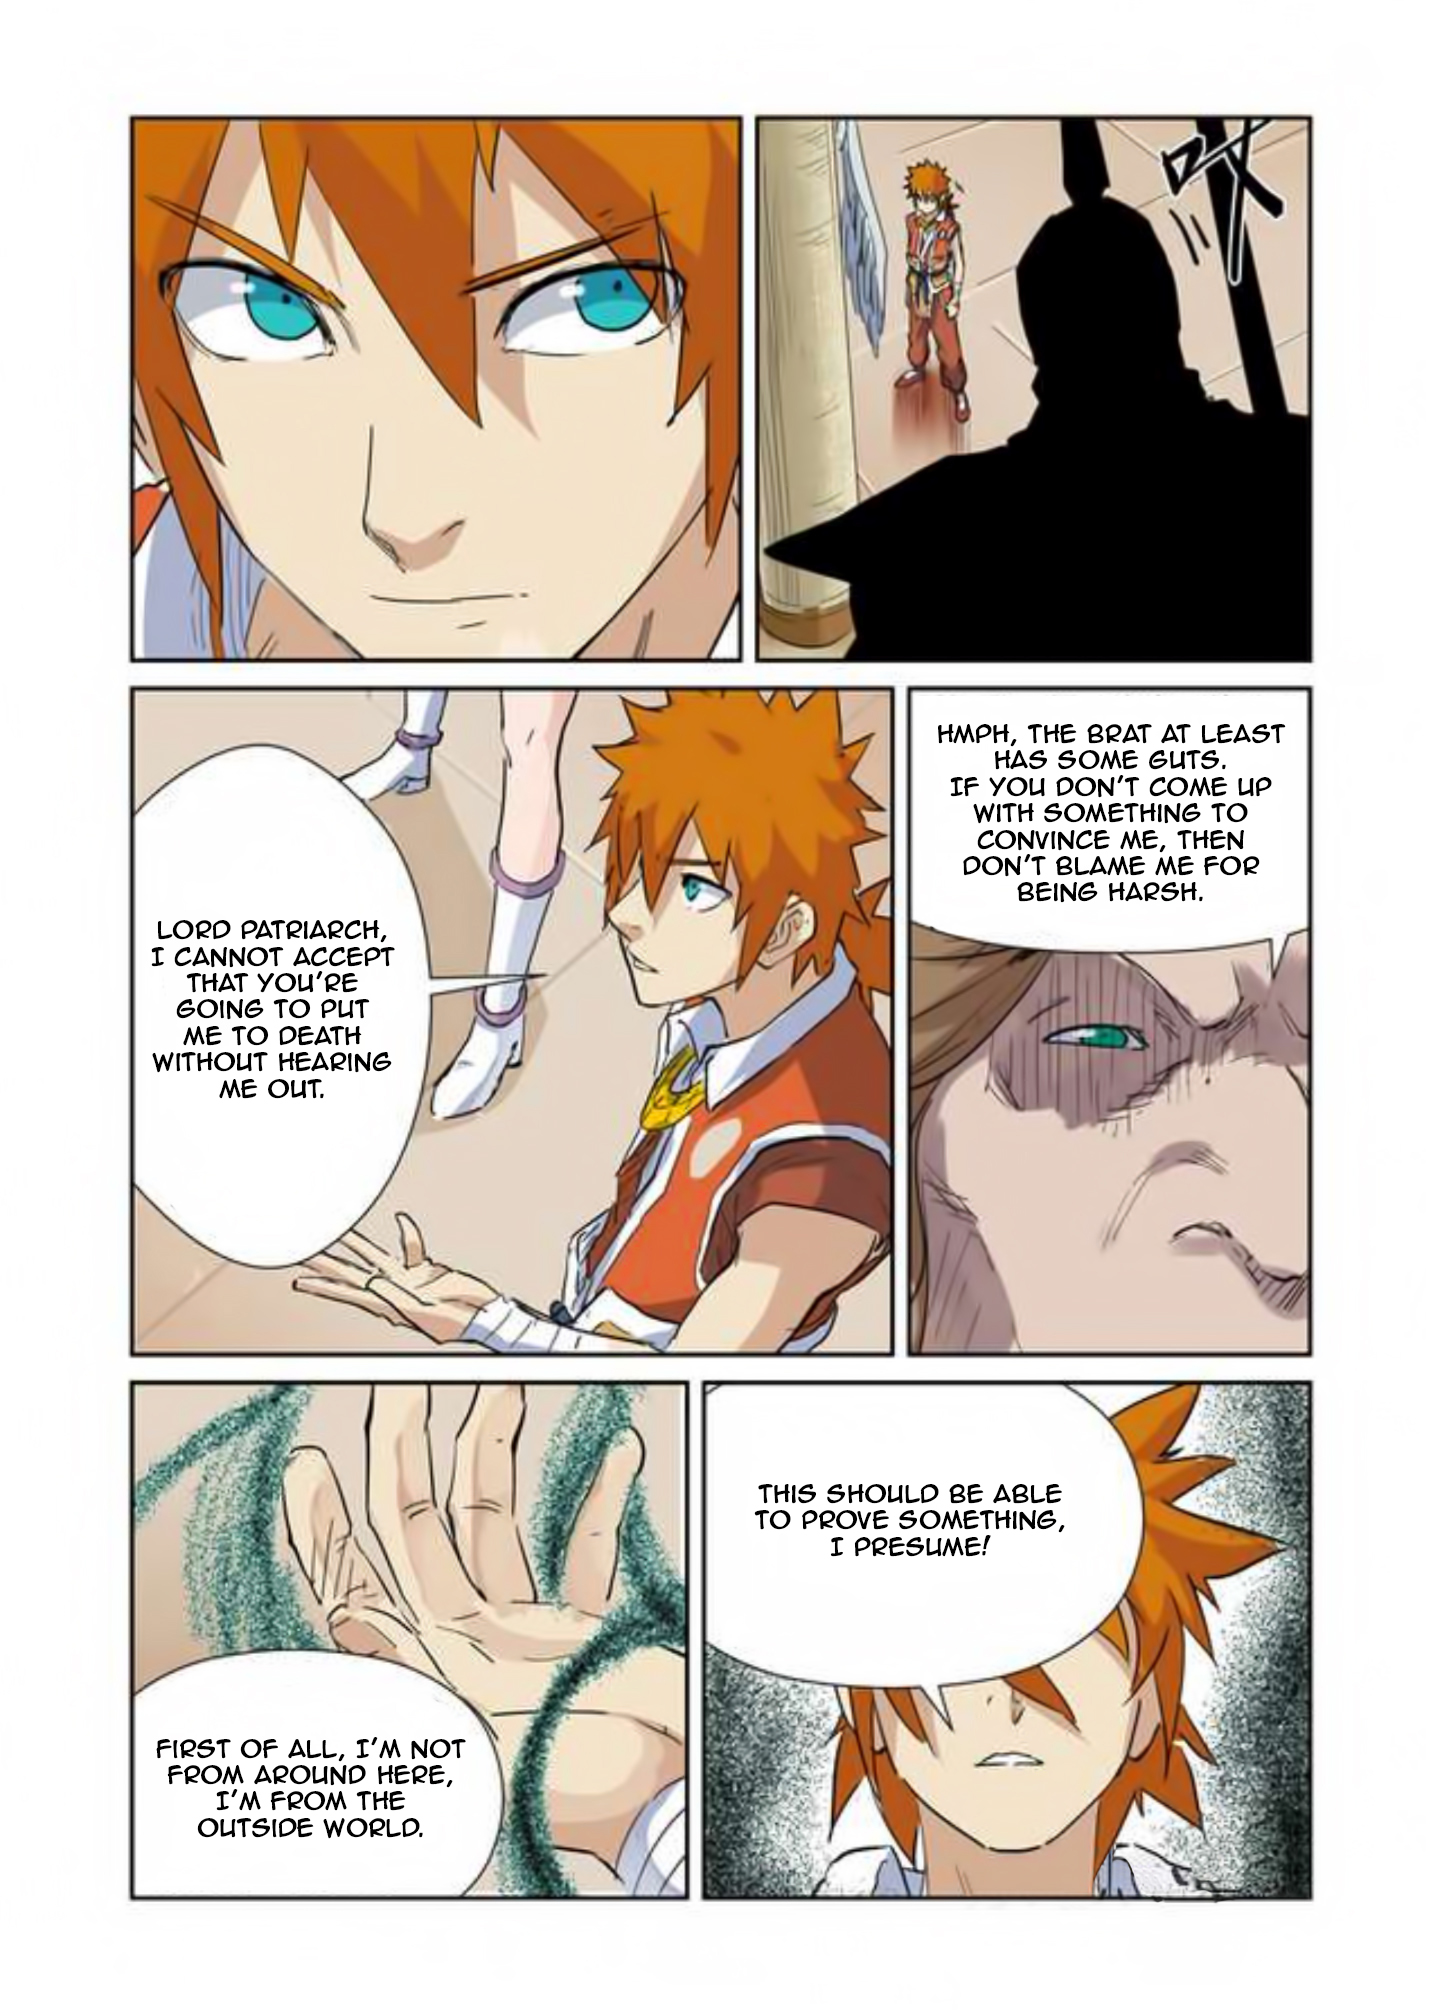 叹
LORD PATRIARCH,
I CANNOT ACCEPT
THAT YOU'RE
GOING TO PUT
ME TO DEATH
WITHOUT HEARING
ME OUT.
HMPH, THE BRAT AT LEAST
HAS SOME GUTS.
IF YOU DON'T COME UP
WITH SOMETHING TO
CONVINCE ME, THEN
DON'T BLAME ME FOR
BEING HARSH.
FIRST OF ALL, I'M NOT
FROM AROUND HERE,
I'M FROM THE
OUTSIDE WORLD.
THIS SHOULD BE ABLE
TO PROVE SOMETHING,
I PRESUME!